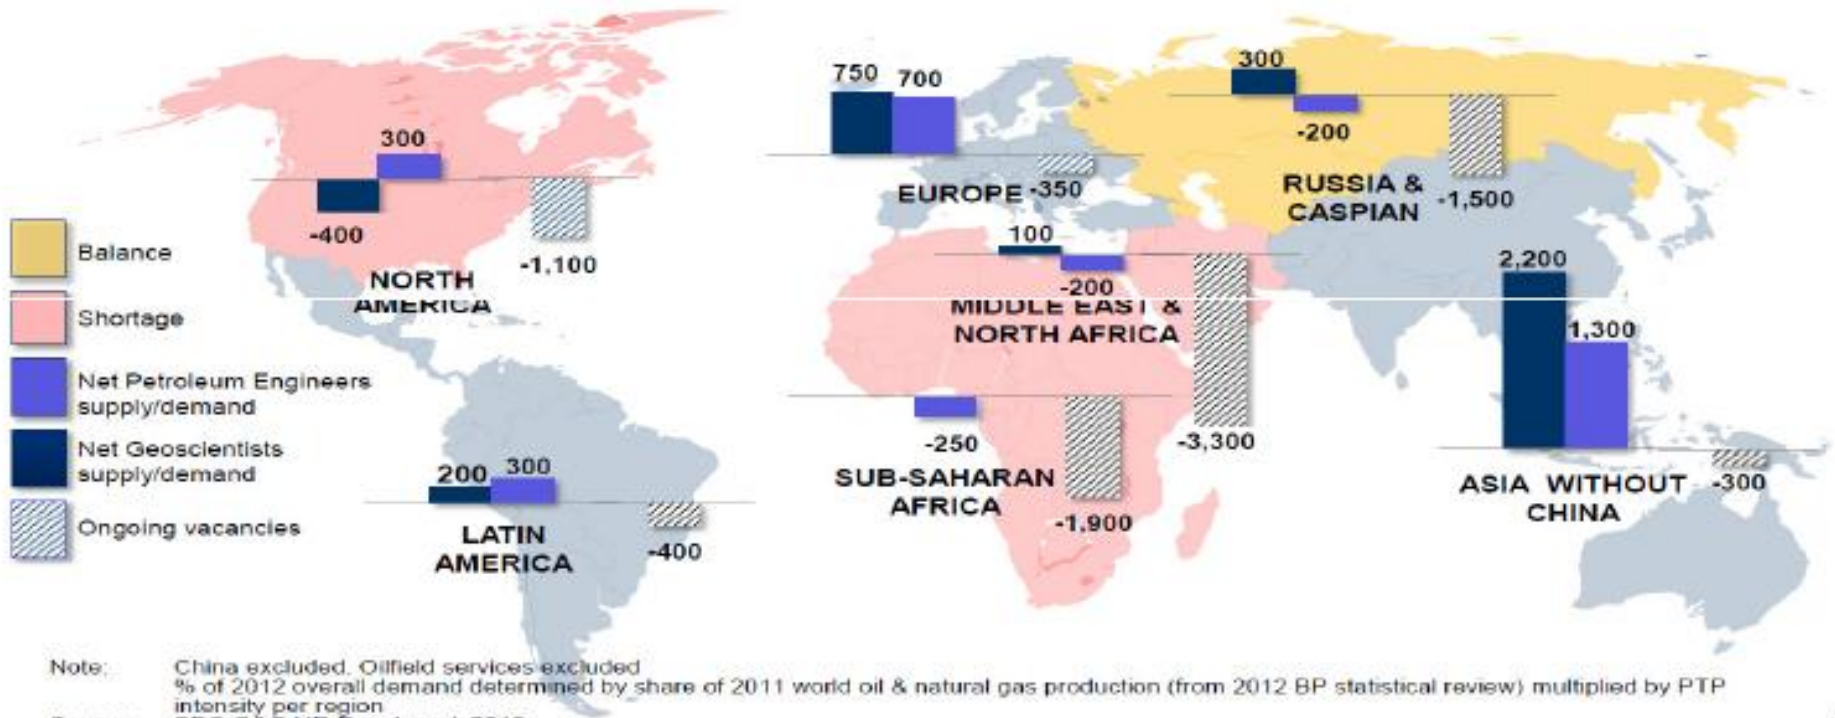 750 700
300
-200
-1,500
RUSSIA &
CASPIAN
EUROPE -350
300
-400
-1,100
NORTH
AMERICA
100
-200
-3,300
MIDDLE EAST &
NORTH AFRICA
2,200
1,300
-300
ASIA WITHOUT
CHINA
-250
-1,900
SUB-SAHARAN
AFRICA
200 300
-400
LATIN
AMERICA
Balance
Shortage
Net Petroleum Engineers
supply/demand
Net Geoscientists
supply/demand
Ongoing vacancies
Note: China excluded. Oilfield services excluded
% of 2012 overall demand determined by share of 2011 world oil & natural gas production (from 2012 BP statistical review) multiplied by PTP
intensity per region